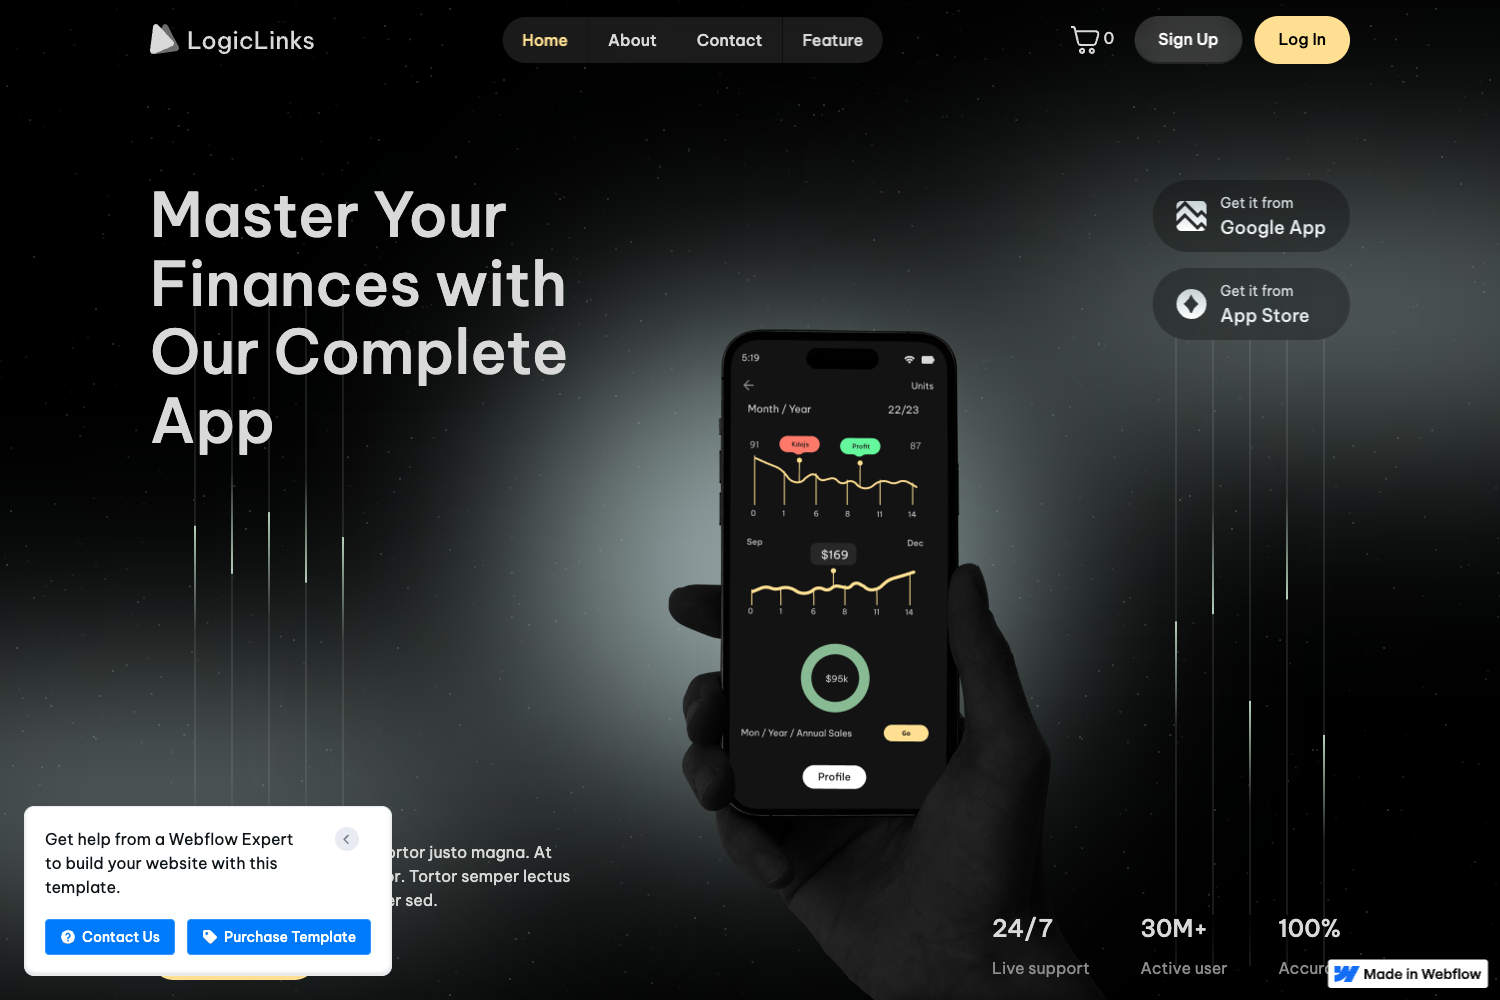 LogicLinks
Home
About
Contact
Feature
0
Sign Up
Log In
Master Your
Finances with
Our Complete
App
Get it from
Google App
Get it from
App Store
5:19
Units
Month / Year
22/23
91
Kdajs
Profit
87
0 1 6 8 11 14
Sep
$169
Dec
0 1 6 8 11 14
$95k
Mon / Year / Annual Sales
Go
Profile
justo magna. At
Tortor semper lectus
sed.
Get help from a Webflow Expert
to build your website with this
template.
Contact Us
Purchase Template
24/7
Live support
30M+
Active user
100%
Made in Webflow